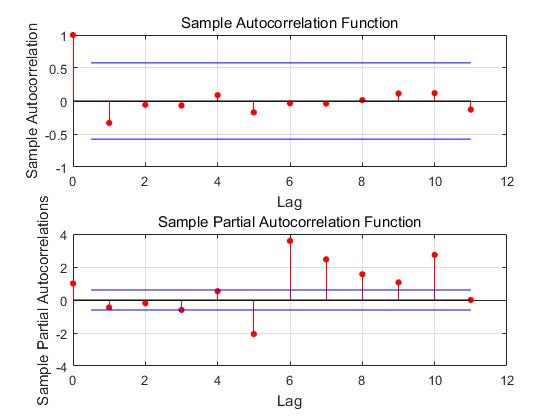 Sample Autocorrelation Function
Sample Autocorrelation
1
0.5
0
-0.5
-1
0 2 4 6 8 10 12
Lag
Sample Partial Autocorrelation Function
Sample Partial Autocorrelations
4
2
0
-2
-4
0 2 4 6 8 10 12
Lag